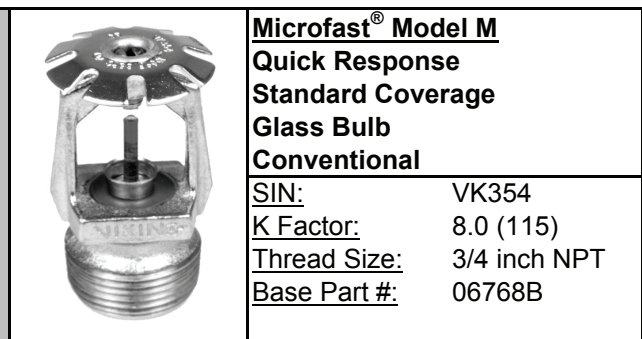 Microfast® Model M
Quick Response
Standard Coverage
Glass Bulb
Conventional
SIN: VK354
K Factor: 8.0 (115)
Thread Size: 3/4 inch NPT
Base Part #: 06768B
VIKING